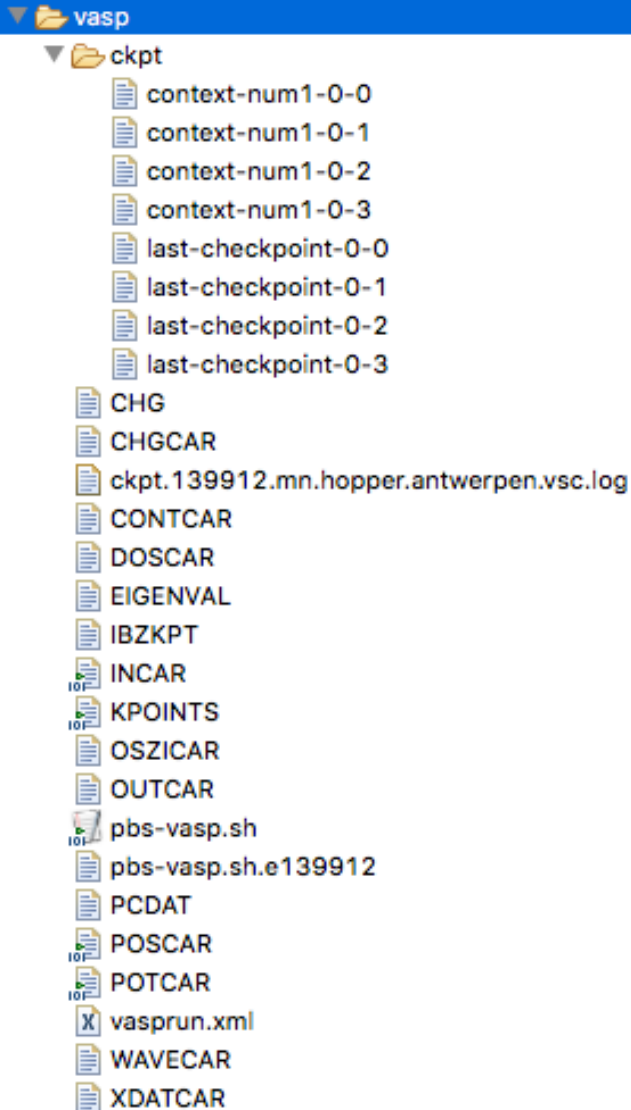 vasp
ckpt
context-num1-0-0
context-num1-0-1
context-num1-0-2
context-num1-0-3
last-checkpoint-0-0
last-checkpoint-0-1
last-checkpoint-0-2
last-checkpoint-0-3
CHG
CHGCAR
ckpt.139912.mn.hopper.antwerpen.vsc.log
CONTCAR
DOSCAR
EIGENVAL
IBZKPT
INCAR
KPOINTS
OSZICAR
OUTCAR
pbs-vasp.sh
pbs-vasp.sh.e139912
PCDAT
POSCAR
POTCAR
X vasprun.xml
WAVECAR
XDATCAR